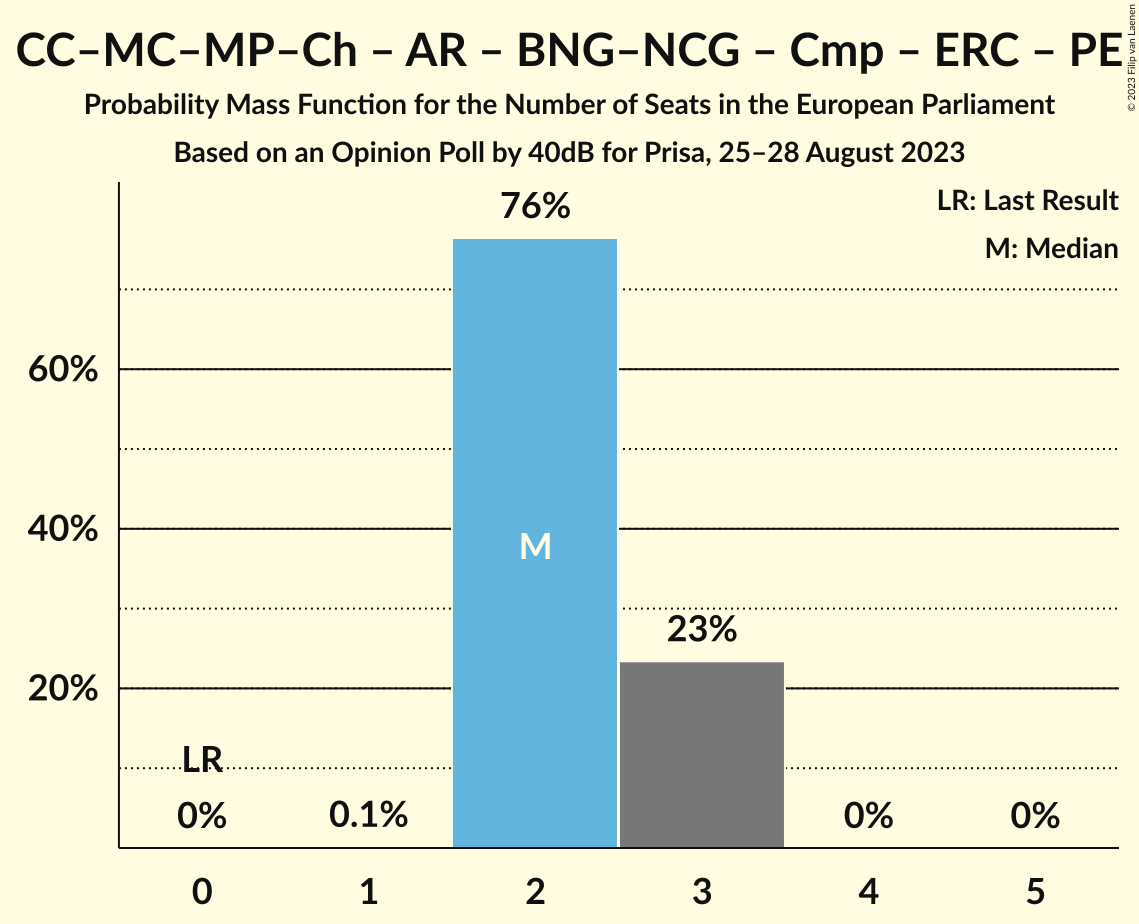 CC–MC–MP–Ch – AR – BNG–NCG – Cmp – ERC – PE
© 2023 Filip van Laenen
Probability Mass Function for the Number of Seats in the European Parliament
Based on an Opinion Poll by 40dB for Prisa, 25–28 August 2023
LR: Last Result
M: Median
76%
60%
M
40%
23%
20%
LR
0%
0.1%
0%
0%
0
1
2
3
4
5